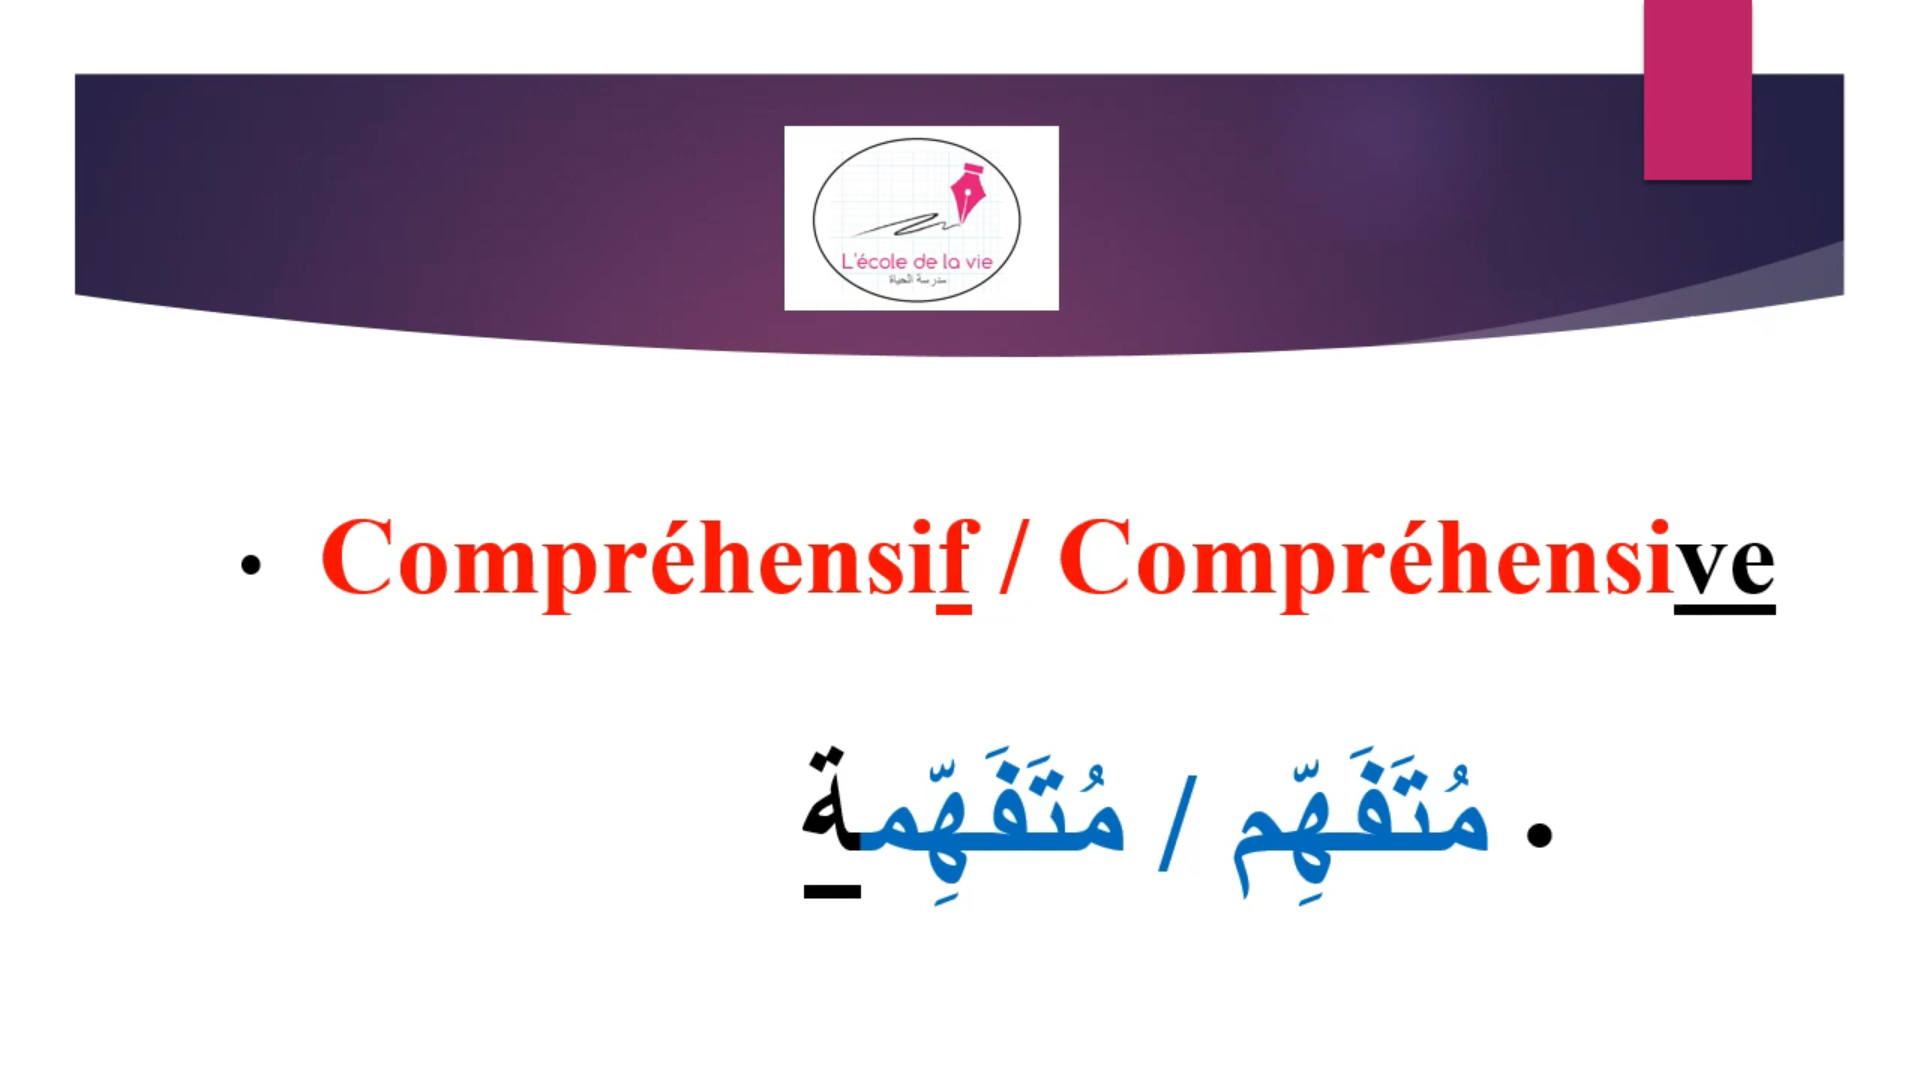 L'école de la vie
مدرسة الحياة
• Compréhensif / Compréhensive
• مُتَفَهِّم / مُتَفَهِّمة